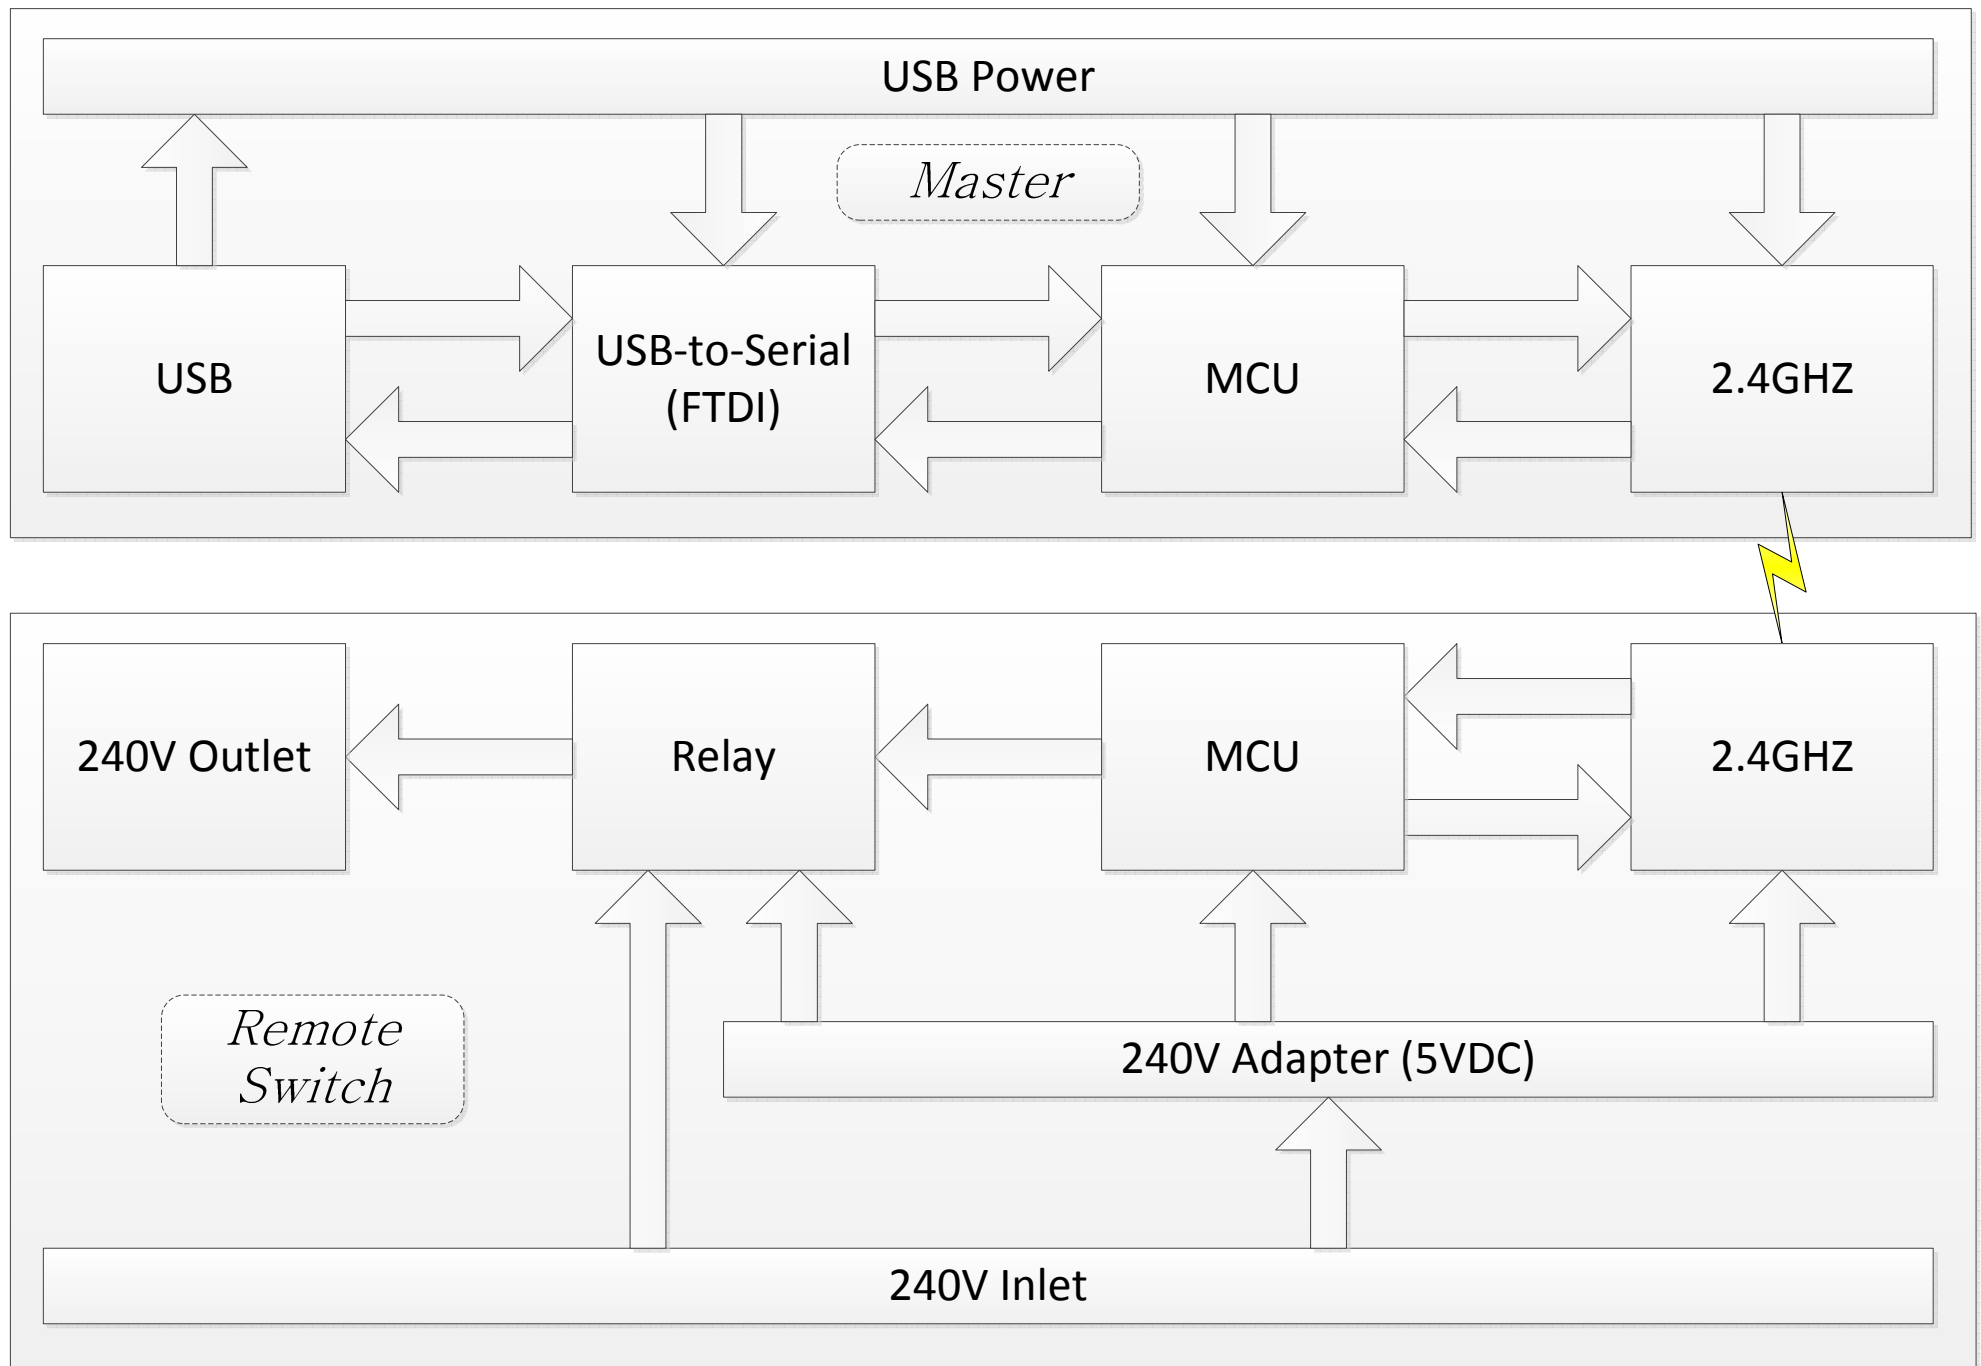 USB Power
Master
USB
USB-to-Serial
(FTDI)
MCU
2.4GHZ
240V Outlet
Relay
MCU
2.4GHZ
Remote
Switch
240V Adapter (5VDC)
240V Inlet